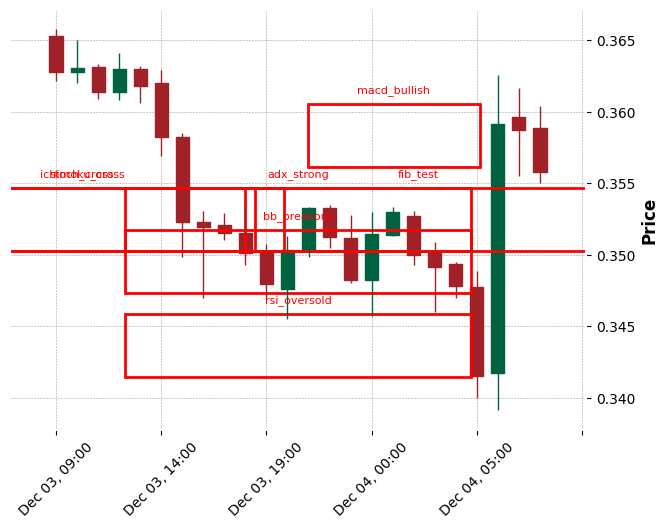 0.365
macd_bullish
0.360
stoch_cross
adx_strong
fib_test
0.355
Price
0.350
rsi_oversold
0.345
0.340
Dec 03, 09:00
Dec 03, 14:00
Dec 03, 19:00
Dec 04, 00:00
Dec 04, 05:00